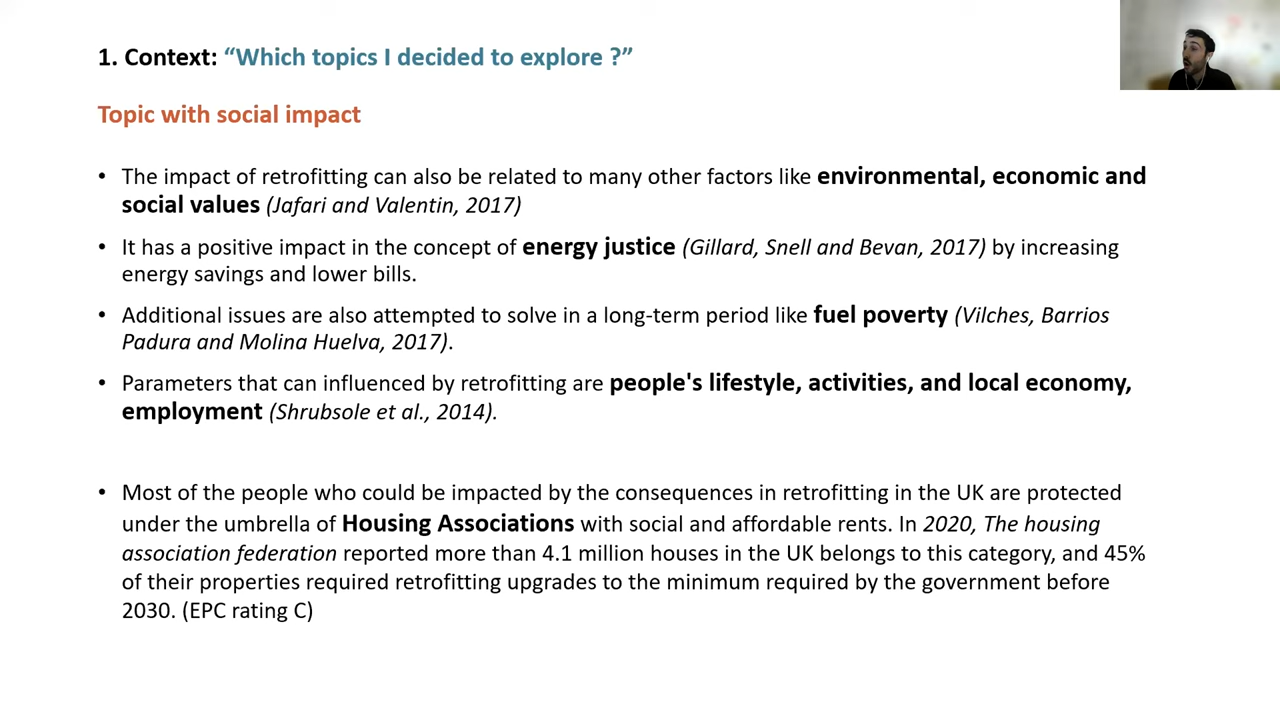 1. Context: “Which topics I decided to explore ?”
Topic with social impact
• The impact of retrofitting can also be related to many other factors like environmental, economic and
social values (Jafari and Valentin, 2017)
• It has a positive impact in the concept of energy justice (Gillard, Snell and Bevan, 2017) by increasing
energy savings and lower bills.
• Additional issues are also attempted to solve in a long-term period like fuel poverty (Vilches, Barrios
Padura and Molina Huelva, 2017).
• Parameters that can influenced by retrofitting are people's lifestyle, activities, and local economy,
employment (Shrubsole et al., 2014).
• Most of the people who could be impacted by the consequences in retrofitting in the UK are protected
under the umbrella of Housing Associations with social and affordable rents. In 2020, The housing
association federation reported more than 4.1 million houses in the UK belongs to this category, and 45%
of their properties required retrofitting upgrades to the minimum required by the government before
2030. (EPC rating C)